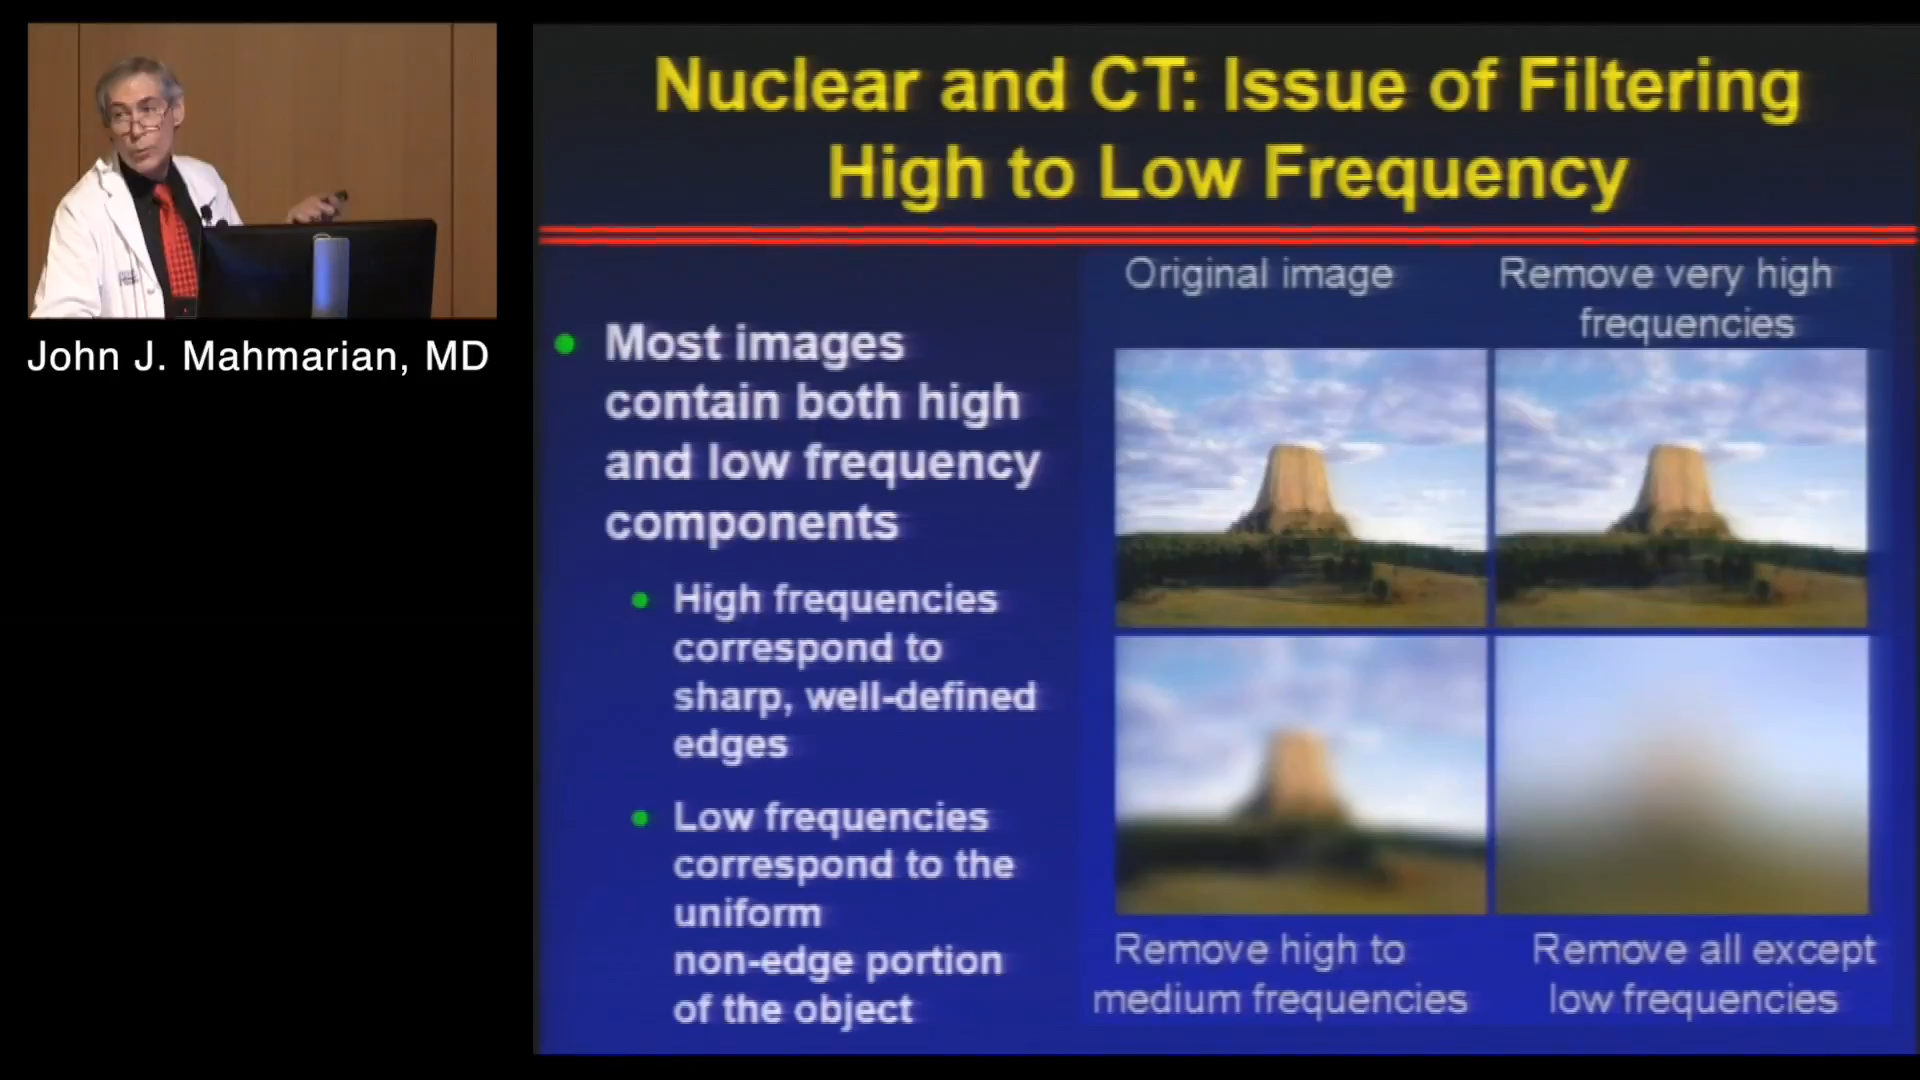 Nuclear and CT: Issue of Filtering
High to Low Frequency
John J. Mahmarian, MD
Most images
contain both high
and low frequency
components
High frequencies
correspond to
sharp, well-defined
edges
Low frequencies
correspond to the
uniform
non-edge portion
of the object
Original image
Remove very high
frequencies
Remove high to
medium frequencies
Remove all except
low frequencies